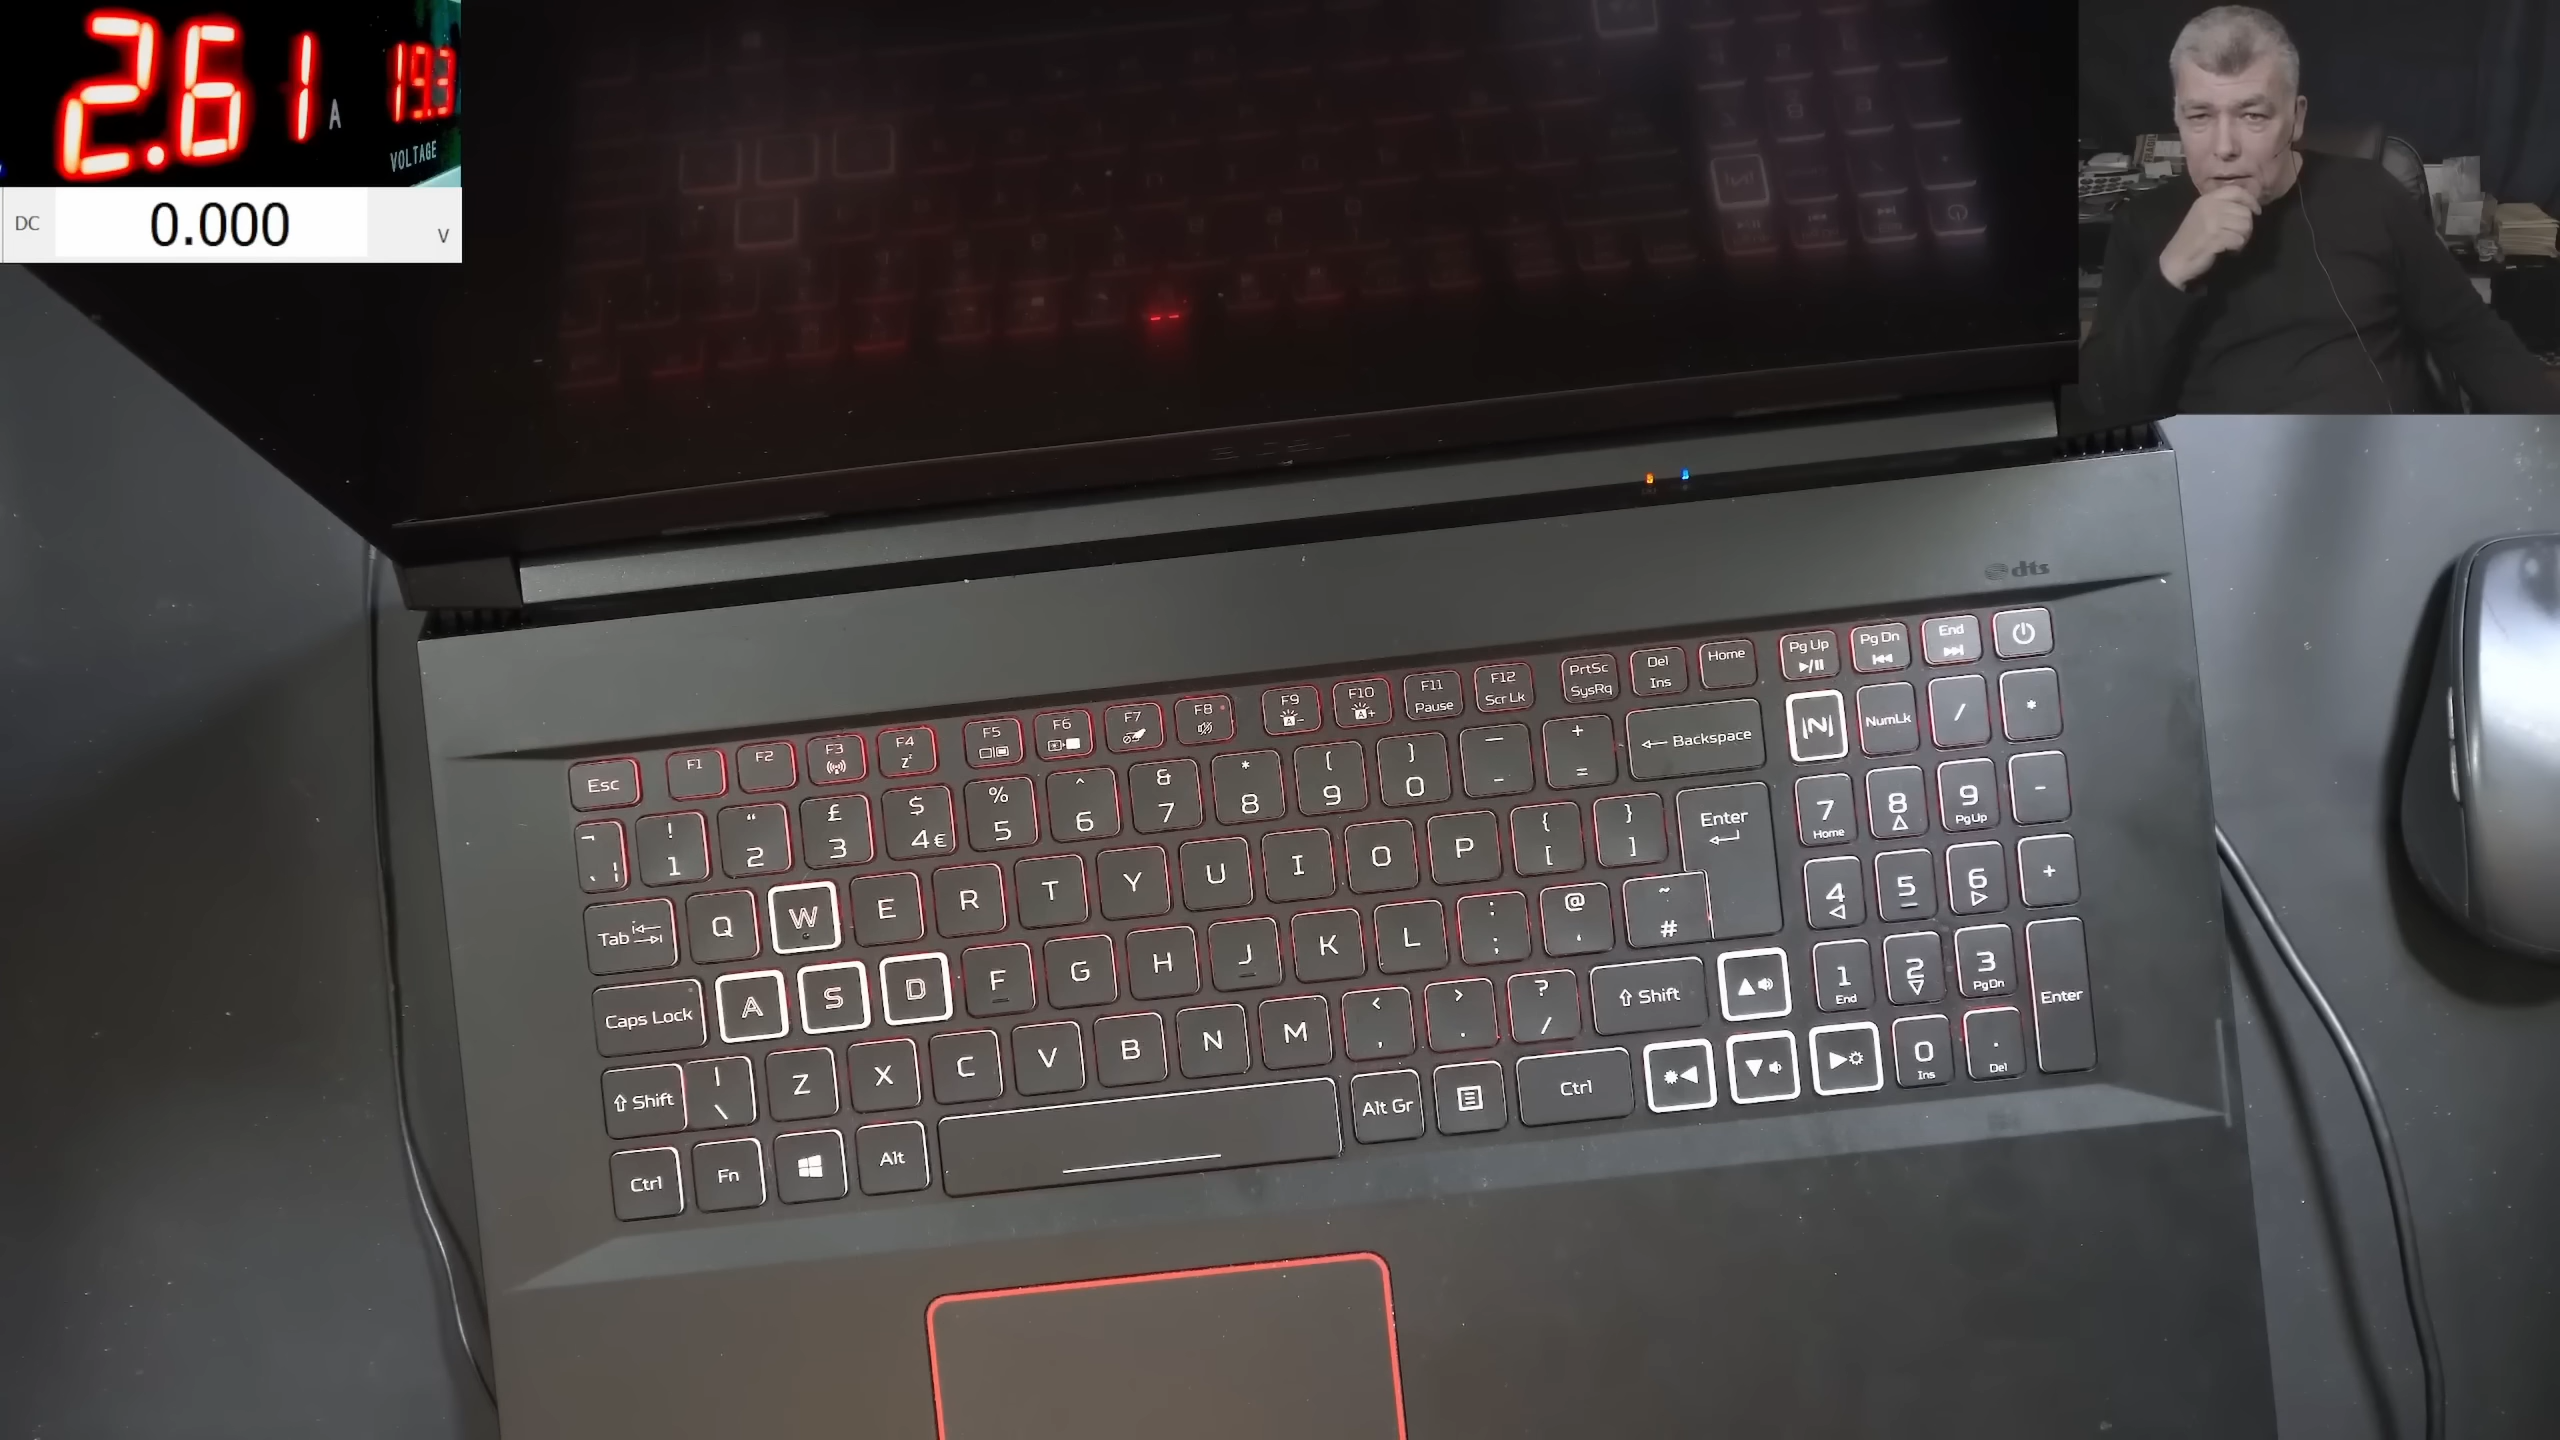 2.61 A 19.3
VOLTAGE
DC 0.000 V
acer
dts
Esc F1 F2 F3 F4 Zz F5 F6 F7 F8 F9 F10 F11 Pause F12 Scr Lk PrtSc SysRq Del Ins Home Pg Up Pg Dn End
¬ ` ¦ ! 1 " 2 £ 3 $ 4 € % 5 ^ 6 & 7 * 8 ( 9 ) 0 _ - + = Backspace N NumLk / *
Tab Q W E R T Y U I O P { [ } ] Enter 7 Home 8 9 PgUp -
Caps Lock A S D F G H J K L : ; @ ' ~ # 4 5 6 +
Shift | \ Z X C V B N M < , > . ? / Shift 1 End 2 3 PgDn Enter
Ctrl Fn Alt Alt Gr Ctrl 0 Ins . Del